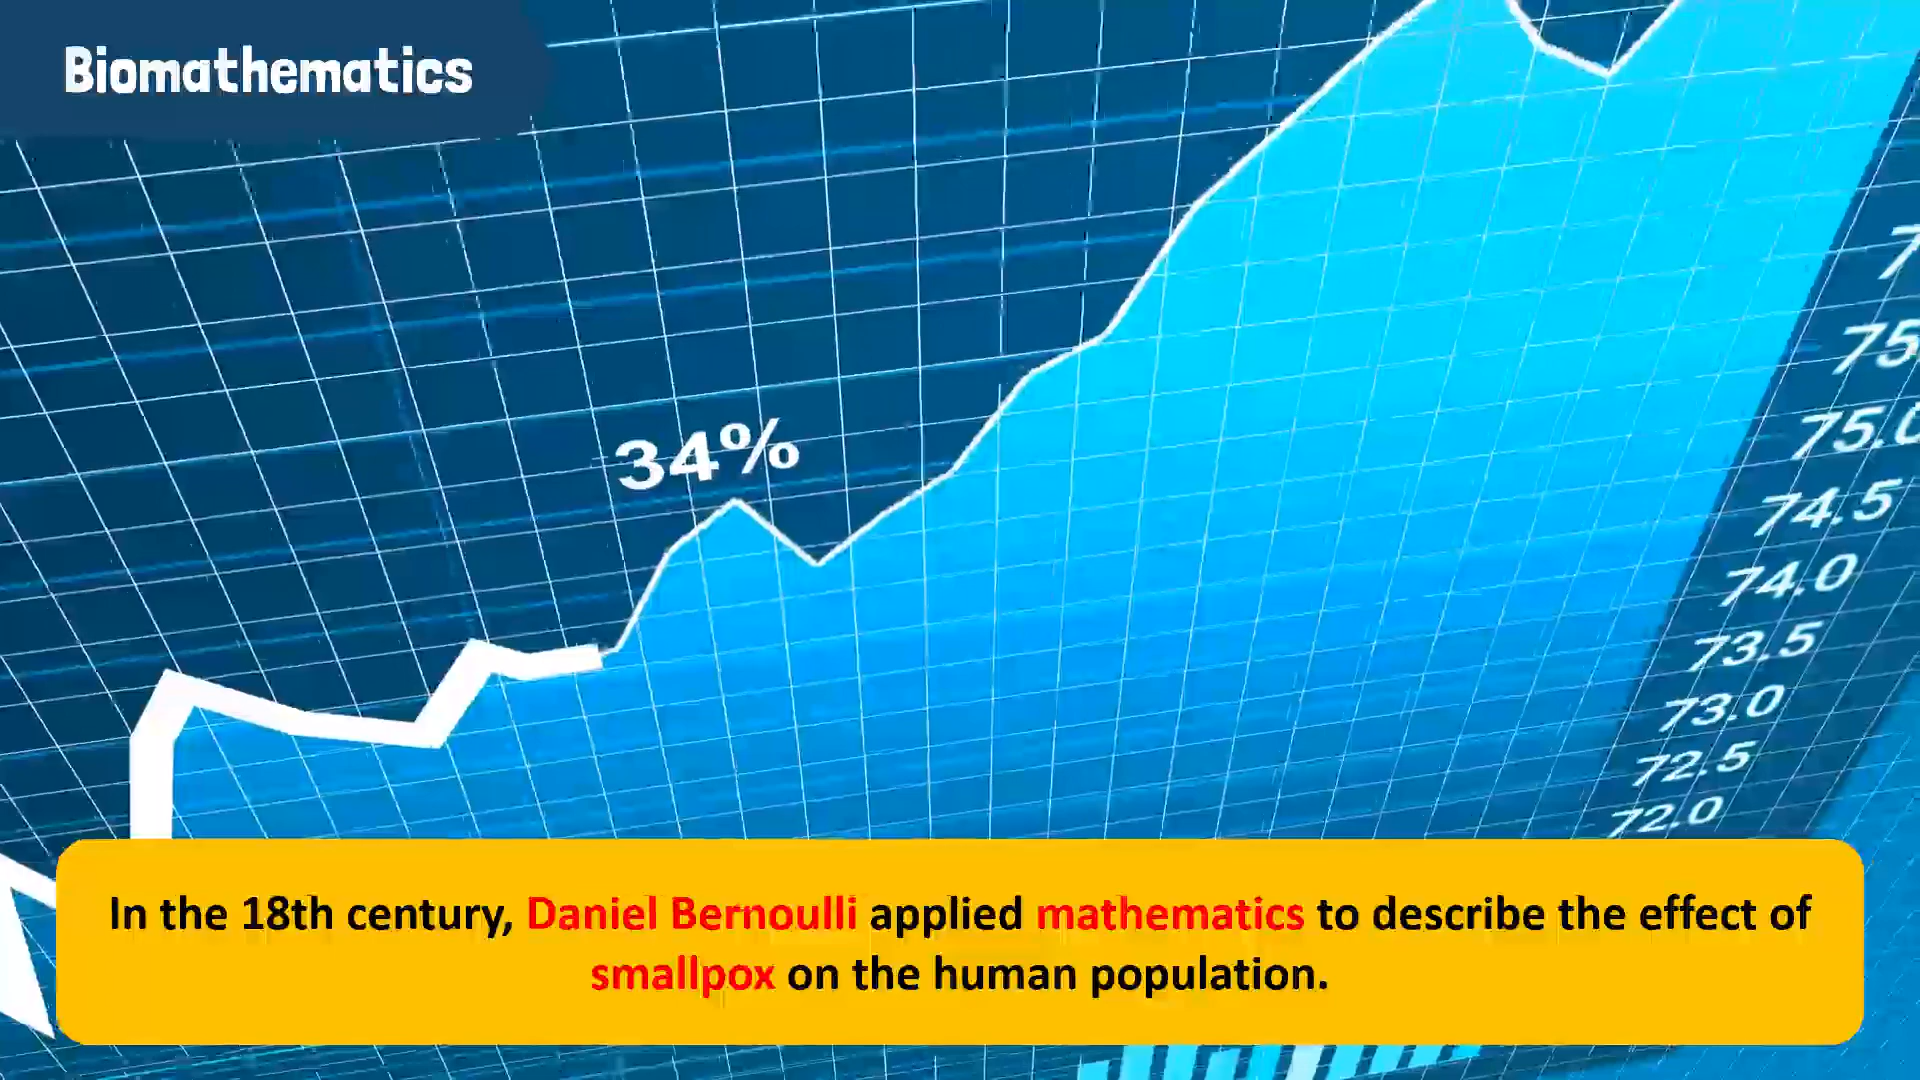 Biomathematics
34%
75.0
74.5
74.0
73.5
73.0
72.5
72.0
In the 18th century, Daniel Bernoulli applied mathematics to describe the effect of
smallpox on the human population.